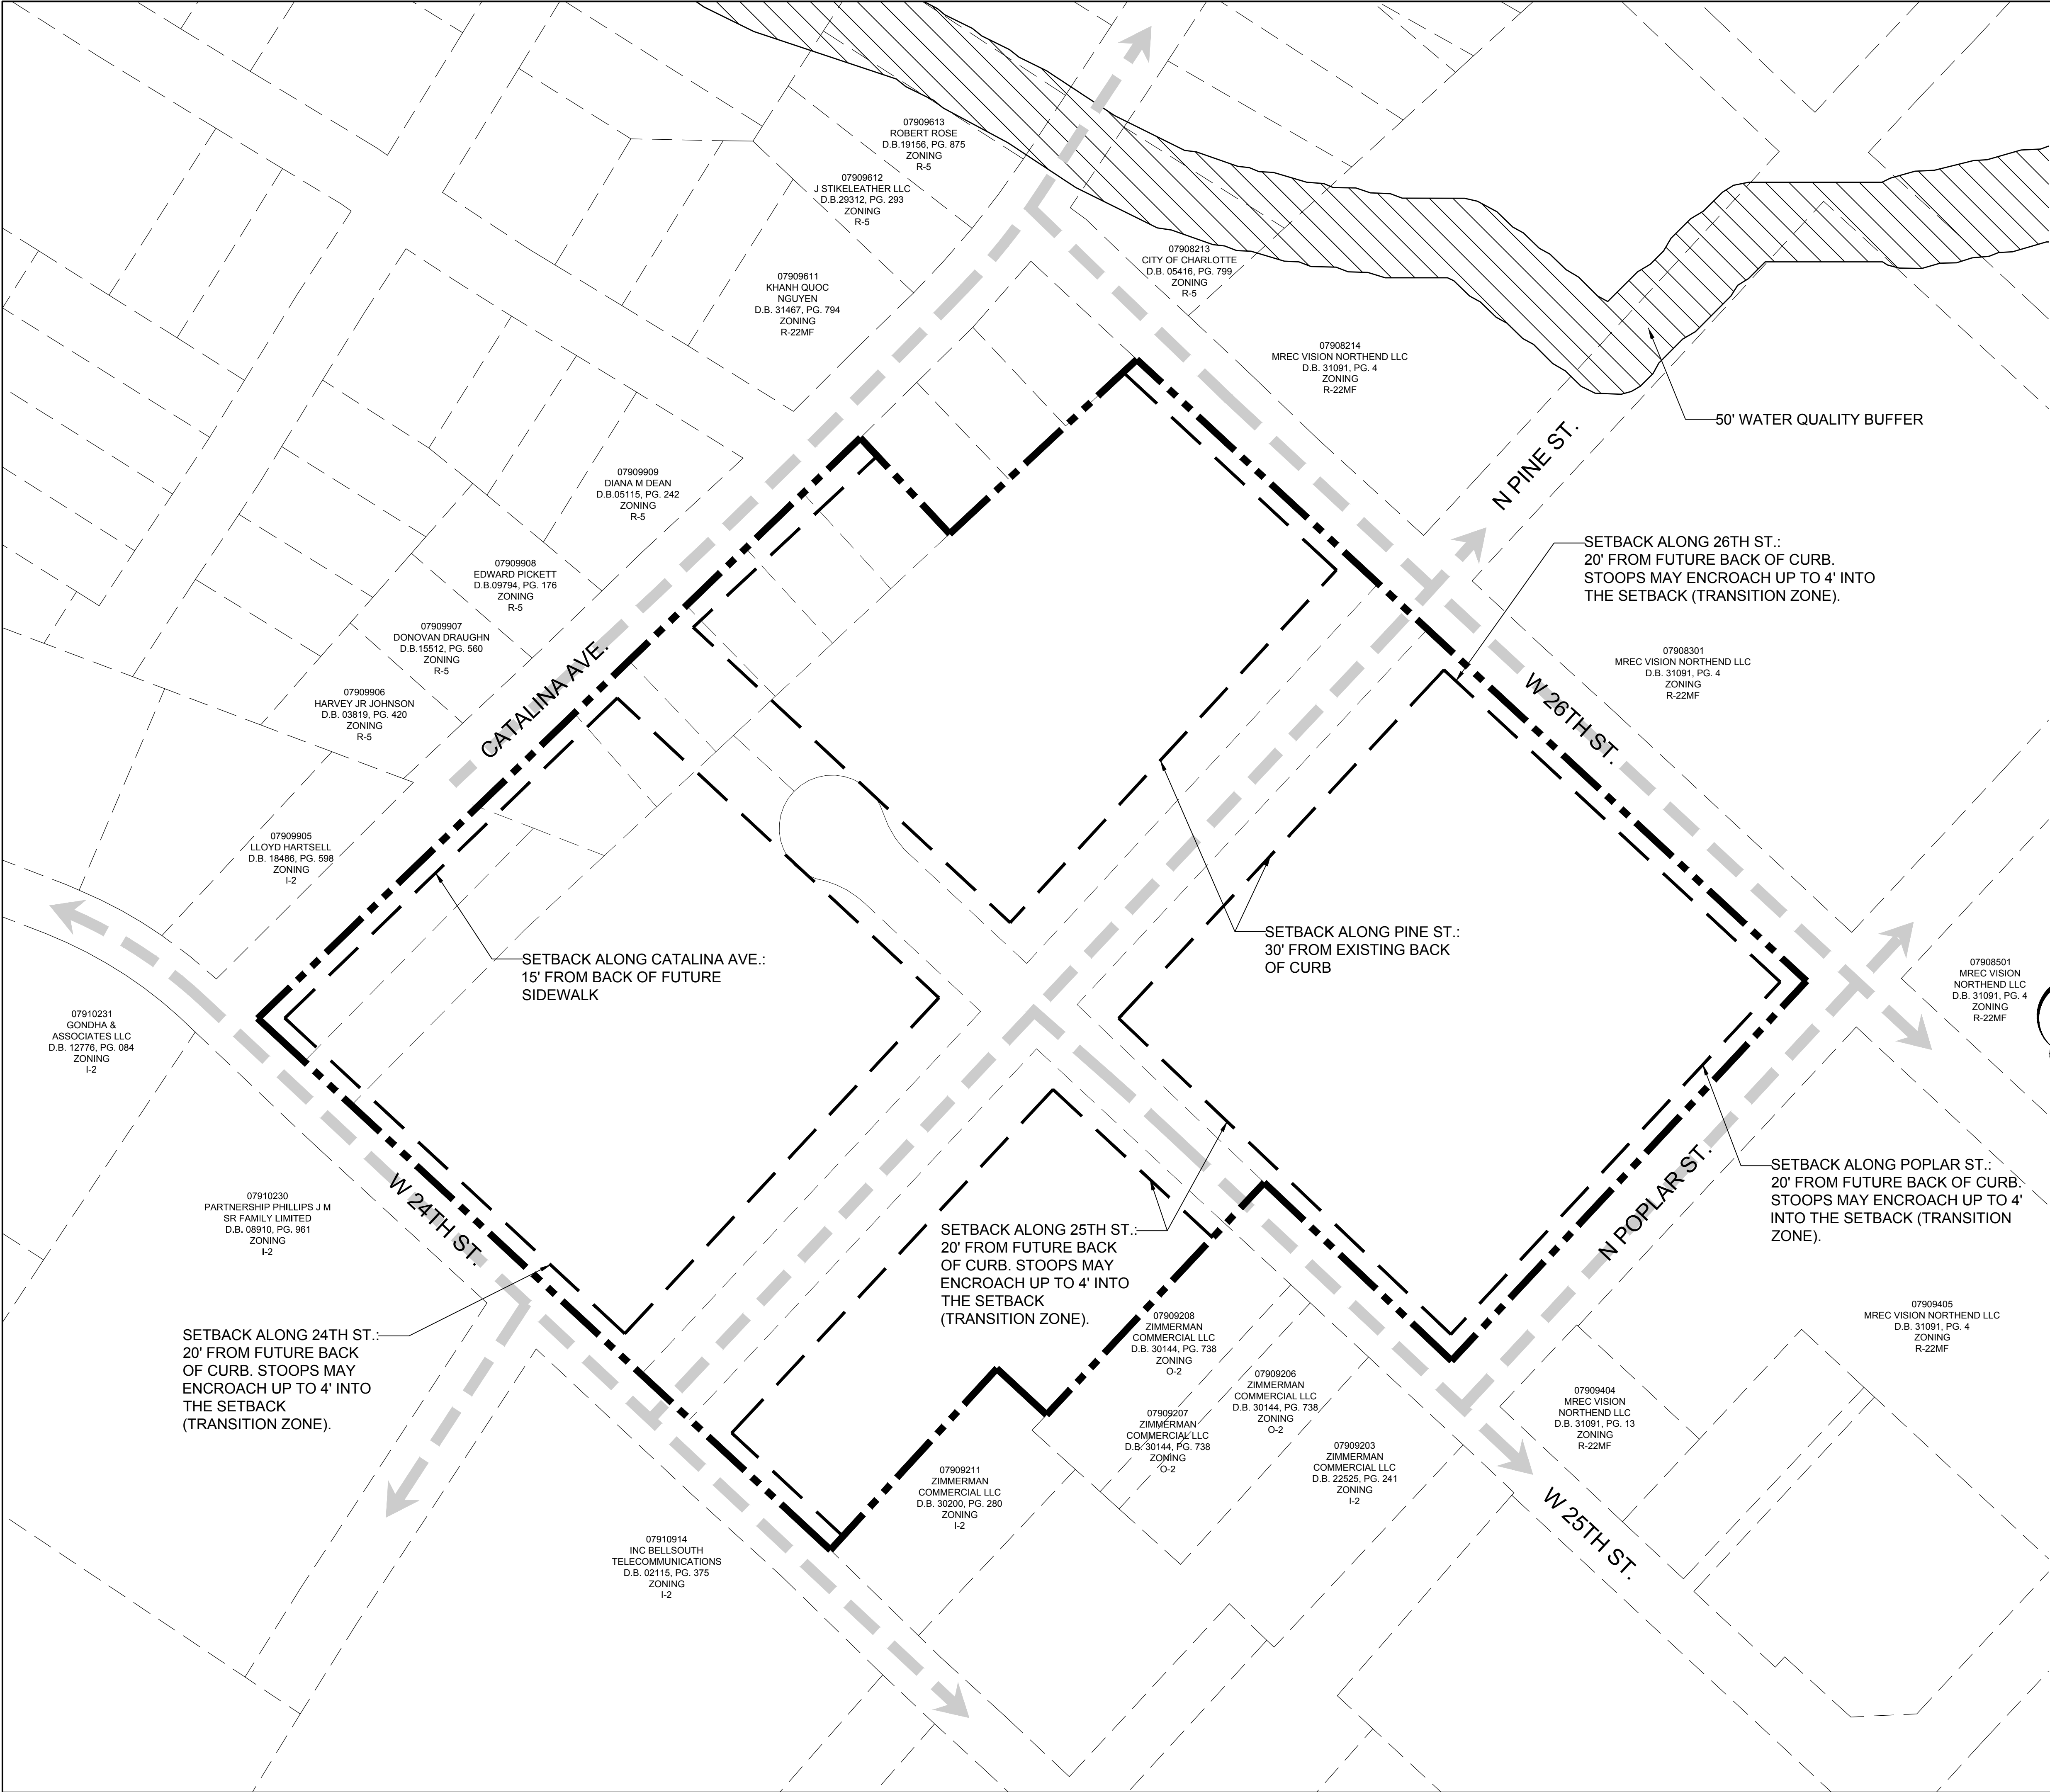 07909613
ROBERT ROSE
D.B.19156, PG. 875
ZONING
R-5
07909612
J STIKELEATHER LLC
D.B.29312, PG. 293
ZONING
R-5
07909611
KHANH QUOC
NGUYEN
D.B. 31467, PG. 794
ZONING
R-22MF
07908213
CITY OF CHARLOTTE
D.B. 05416, PG. 799
ZONING
R-5
07908214
MREC VISION NORTHEND LLC
D.B. 31091, PG. 4
ZONING
R-22MF
50' WATER QUALITY BUFFER
N PINE ST.
07909909
DIANA M DEAN
D.B.05115, PG. 242
ZONING
R-5
07909908
EDWARD PICKETT
D.B.09794, PG. 176
ZONING
R-5
07909907
DONOVAN DRAUGHN
D.B.15512, PG. 560
ZONING
R-5
07909906
HARVEY JR JOHNSON
D.B. 03819, PG. 420
ZONING
R-5
CATALINA AVE.
SETBACK ALONG 26TH ST.:
20' FROM FUTURE BACK OF CURB.
STOOPS MAY ENCROACH UP TO 4' INTO
THE SETBACK (TRANSITION ZONE).
07908301
MREC VISION NORTHEND LLC
D.B. 31091, PG. 4
ZONING
R-22MF
W 26TH ST.
07909905
LLOYD HARTSELL
D.B. 18486, PG. 598
ZONING
I-2
SETBACK ALONG CATALINA AVE.:
15' FROM BACK OF FUTURE
SIDEWALK
SETBACK ALONG PINE ST.:
30' FROM EXISTING BACK
OF CURB
07908501
MREC VISION
NORTHEND LLC
D.B. 31091, PG. 4
ZONING
R-22MF
07910231
GONDHA &
ASSOCIATES LLC
D.B. 12776, PG. 084
ZONING
I-2
07910230
PARTNERSHIP PHILLIPS J M
SR FAMILY LIMITED
D.B. 08910, PG. 961
ZONING
I-2
W 24TH ST.
SETBACK ALONG 25TH ST.:
20' FROM FUTURE BACK
OF CURB. STOOPS MAY
ENCROACH UP TO 4' INTO
THE SETBACK
(TRANSITION ZONE).
N POPLAR ST.
SETBACK ALONG POPLAR ST.:
20' FROM FUTURE BACK OF CURB.
STOOPS MAY ENCROACH UP TO 4'
INTO THE SETBACK (TRANSITION
ZONE).
SETBACK ALONG 24TH ST.:
20' FROM FUTURE BACK
OF CURB. STOOPS MAY
ENCROACH UP TO 4' INTO
THE SETBACK
(TRANSITION ZONE).
07909208
ZIMMERMAN
COMMERCIAL LLC
D.B. 30144, PG. 738
ZONING
O-2
07909206
ZIMMERMAN
COMMERCIAL LLC
D.B. 30144, PG. 738
ZONING
O-2
07909207
ZIMMERMAN
COMMERCIAL LLC
D.B. 30144, PG. 738
ZONING
O-2
07909203
ZIMMERMAN
COMMERCIAL LLC
D.B. 22525, PG. 241
ZONING
I-2
07909405
MREC VISION NORTHEND LLC
D.B. 31091, PG. 4
ZONING
R-22MF
07909404
MREC VISION
NORTHEND LLC
D.B. 31091, PG. 13
ZONING
R-22MF
07909211
ZIMMERMAN
COMMERCIAL LLC
D.B. 30200, PG. 280
ZONING
I-2
W 25TH ST.
07910914
INC BELLSOUTH
TELECOMMUNICATIONS
D.B. 02115, PG. 375
ZONING
I-2